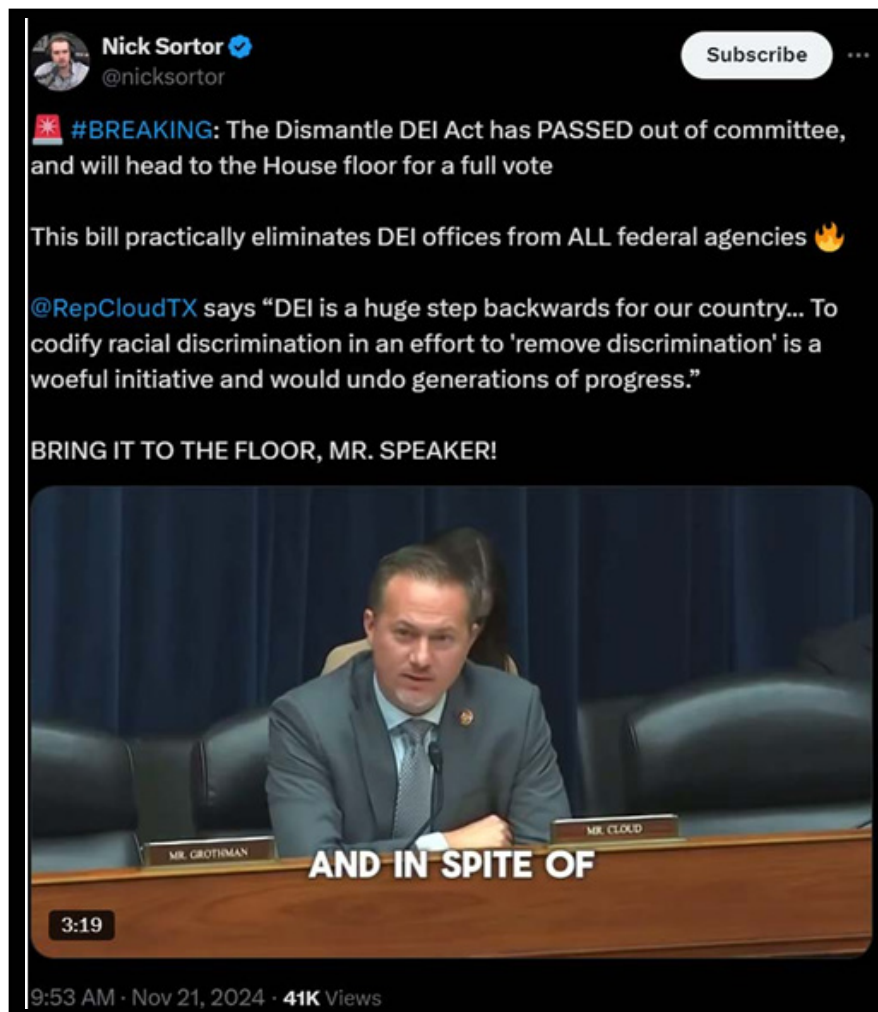 Nick Sortor
@nicksortor
Subscribe
#BREAKING: The Dismantle DEI Act has PASSED out of committee,
and will head to the House floor for a full vote
This bill practically eliminates DEI offices from ALL federal agencies
@RepCloudTX says “DEI is a huge step backwards for our country... To
codify racial discrimination in an effort to 'remove discrimination' is a
woeful initiative and would undo generations of progress.”
BRING IT TO THE FLOOR, MR. SPEAKER!
MR. GROTHMAN
MR. CLOUD
AND IN SPITE OF
3:19
9:53 AM · Nov 21, 2024 · 41K Views